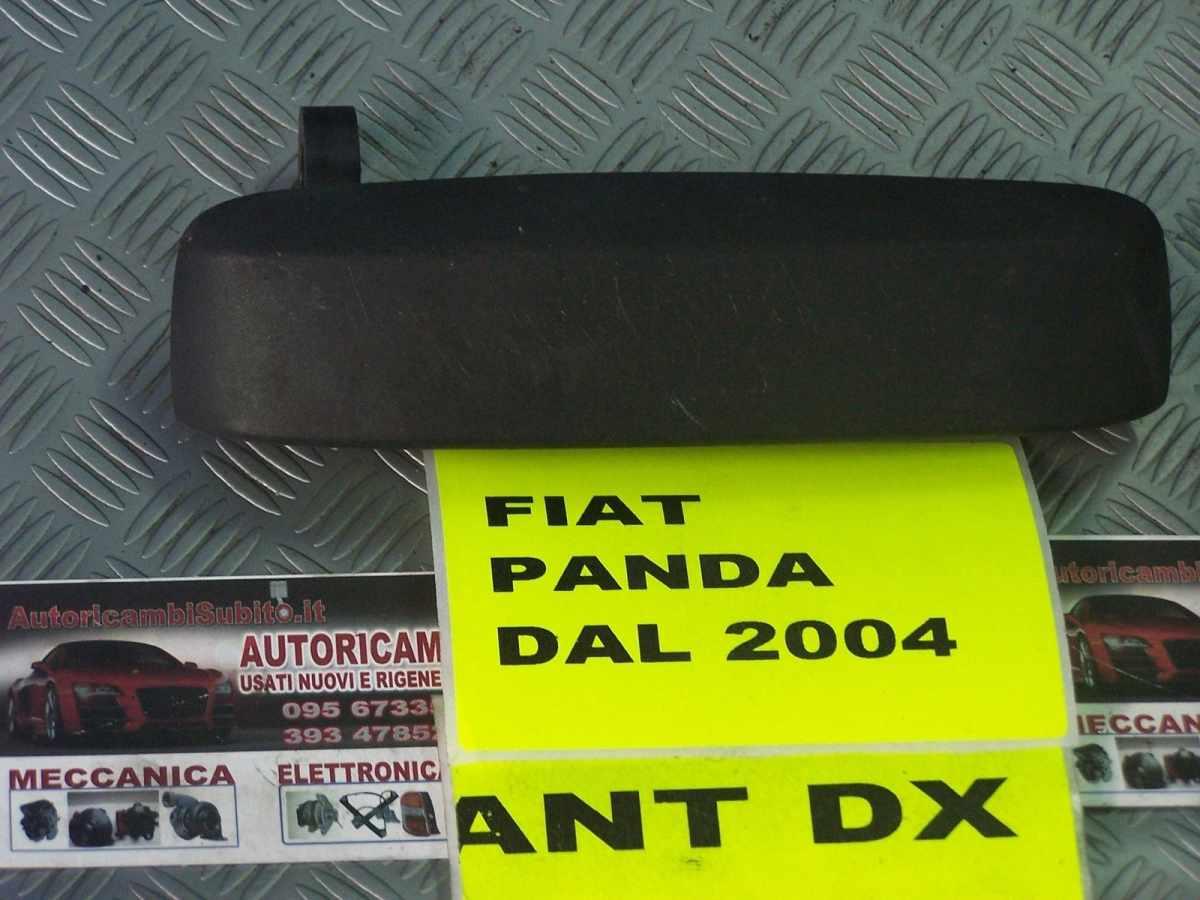 FIAT
PANDA
DAL 2004
ANT DX
AutoricambiSubito.it
AUTORICAM
USATI NUOVI E RIGENE
095 6733
393 4785
MECCANICA
ELETTRONICA
utoricambi
MECCAN